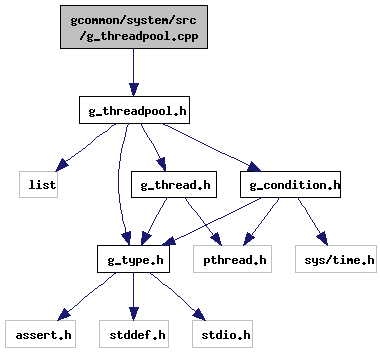 gcommon/system/src
/g_threadpool.cpp
g_threadpool.h
list
g_thread.h
g_condition.h
g_type.h
pthread.h
sys/time.h
assert.h
stddef.h
stdio.h